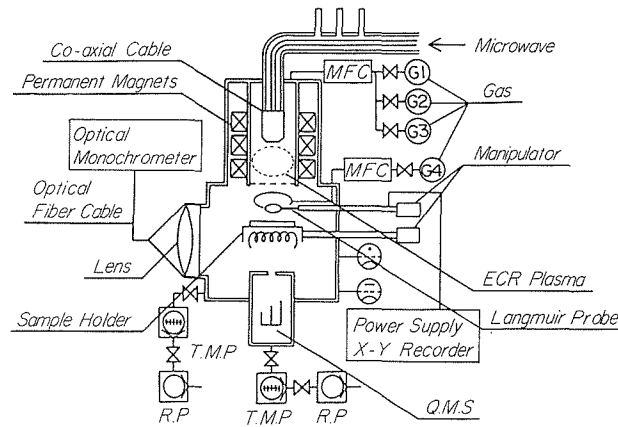 Co-axial Cable
Permanent Magnets
Microwave
MFC
G1
G2
G3
Gas
Optical
Monochrometer
MFC
G4
Manipulator
Optical
Fiber Cable
Lens
ECR Plasma
Sample Holder
Langmuir Probe
Power Supply
X-Y Recorder
T.M.P
R.P
T.M.P
R.P
Q.M.S